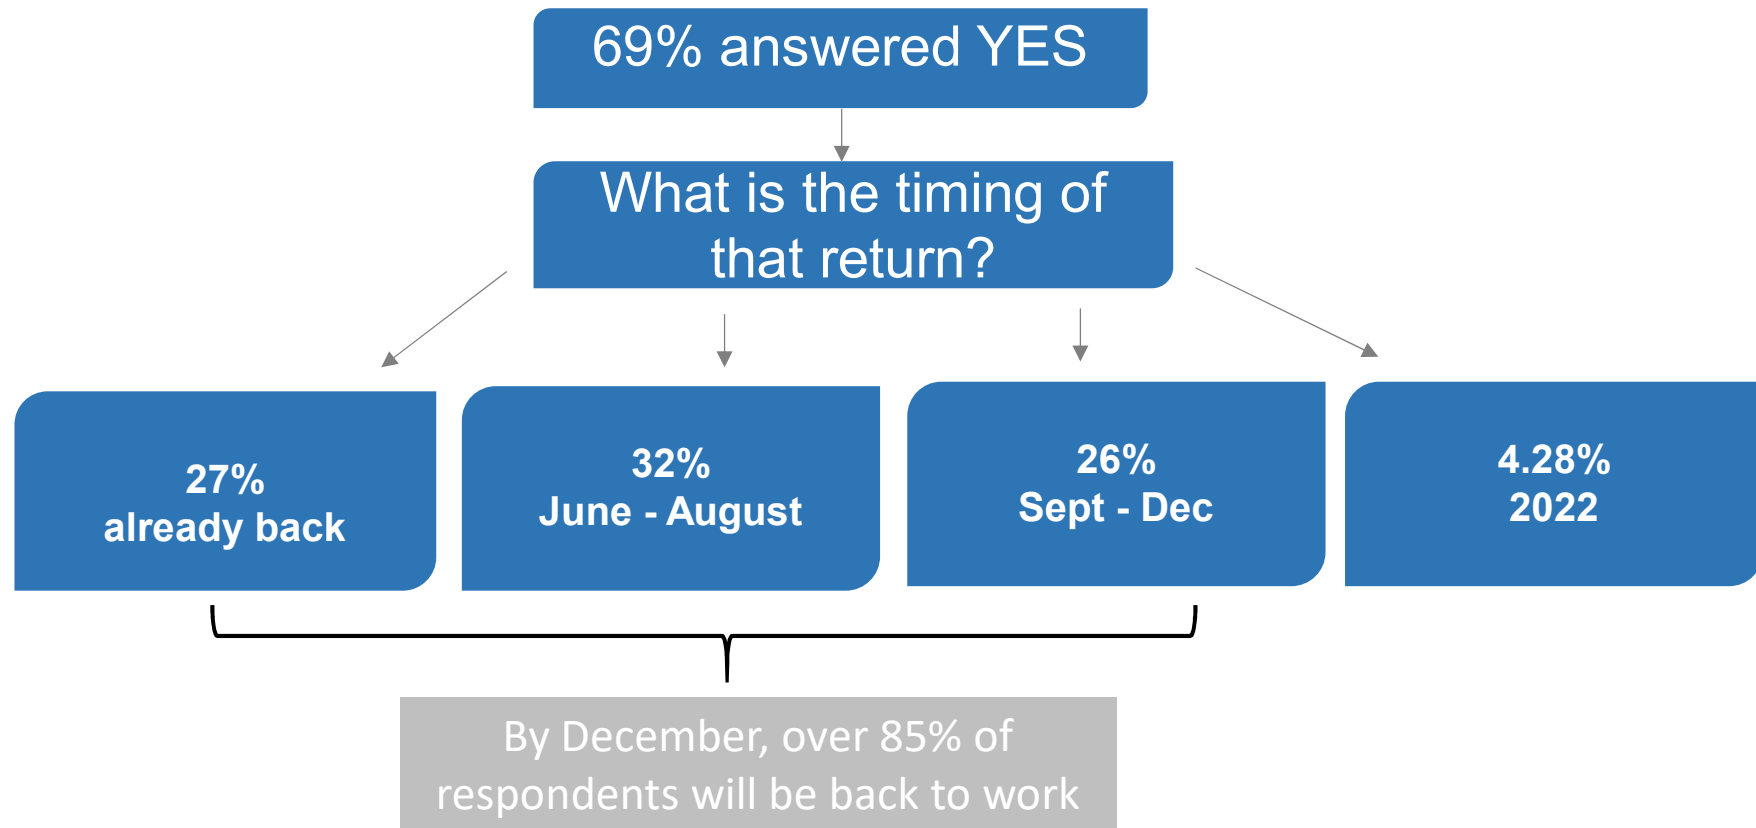 69% answered YES
What is the timing of
that return?
27%
already back
32%
June - August
26%
Sept - Dec
4.28%
2022
By December, over 85% of
respondents will be back to work